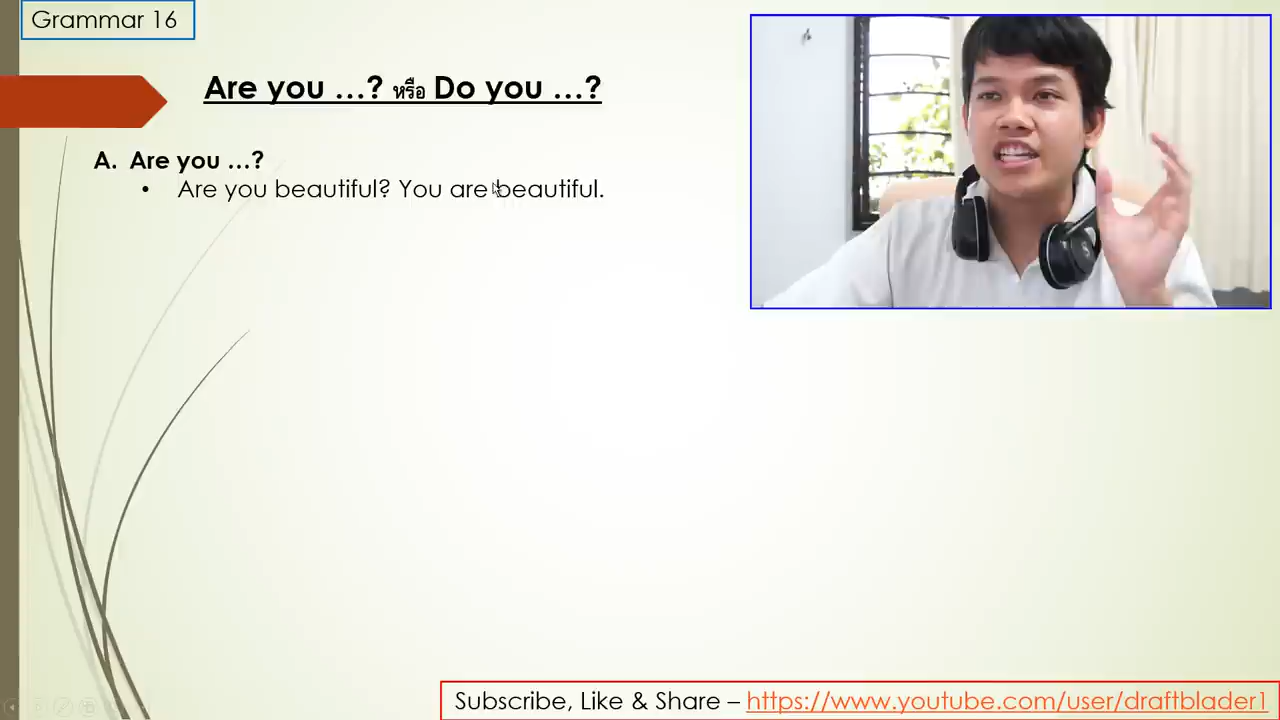 Grammar 16
Are you …? หรือ Do you …?
A. Are you …?
• Are you beautiful? You are beautiful.
Subscribe, Like & Share – https://www.youtube.com/user/draftblader1